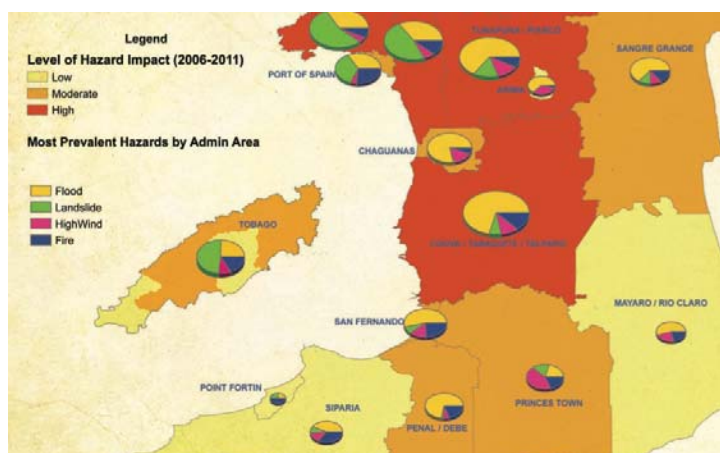 Legend
Level of Hazard Impact (2006-2011)
Low
Moderate
High
Most Prevalent Hazards by Admin Area
Flood
Landslide
HighWind
Fire
TUNAPUNA / PIARCO
SANGRE GRANDE
PORT OF SPAIN
ARIMA
CHAGUANAS
TOBAGO
COUVA / TABAQUITE / TALPARO
SAN FERNANDO
MAYARO / RIO CLARO
POINT FORTIN
PRINCES TOWN
SIPARIA
PENAL / DEBE